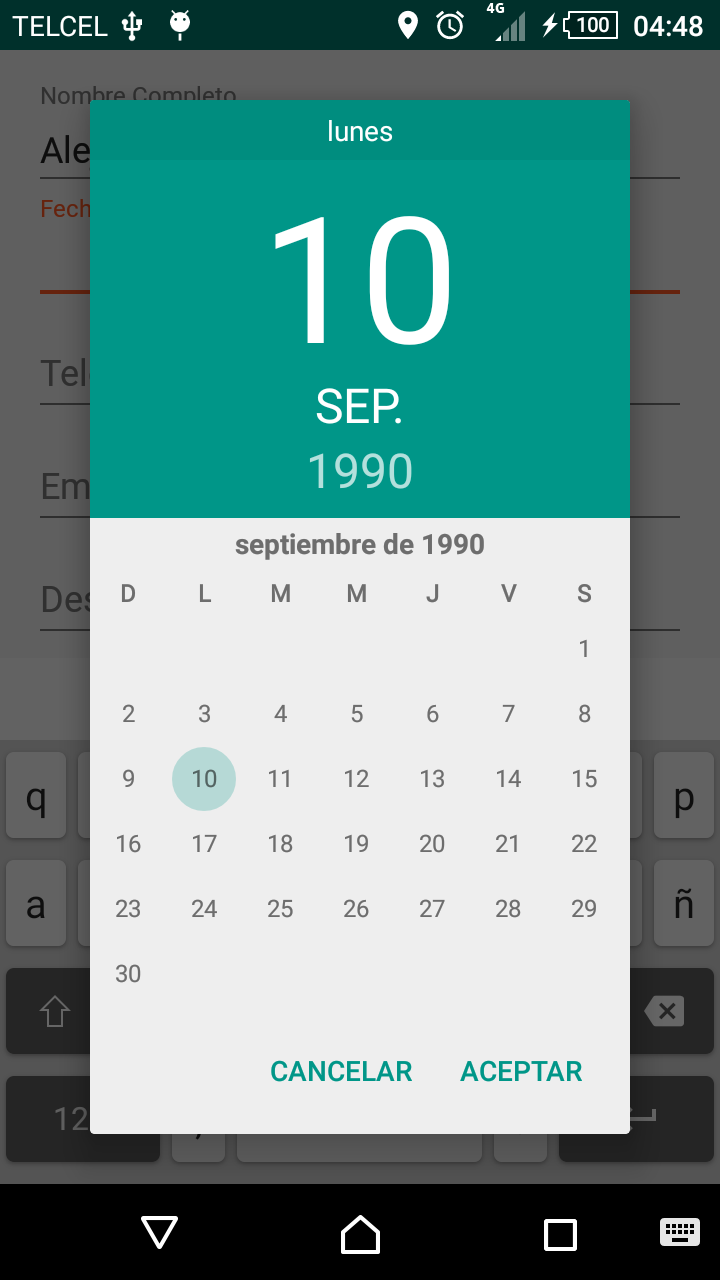 TELCEL 4G 100 04:48
Nombre Completo
Ale
Fech
lunes
10
SEP.
1990
Tel
Em
Des
septiembre de 1990
D L M M J V S
1
2 3 4 5 6 7 8
9 10 11 12 13 14 15
16 17 18 19 20 21 22
23 24 25 26 27 28 29
30
CANCELAR ACEPTAR
q p
a ñ
12 ,